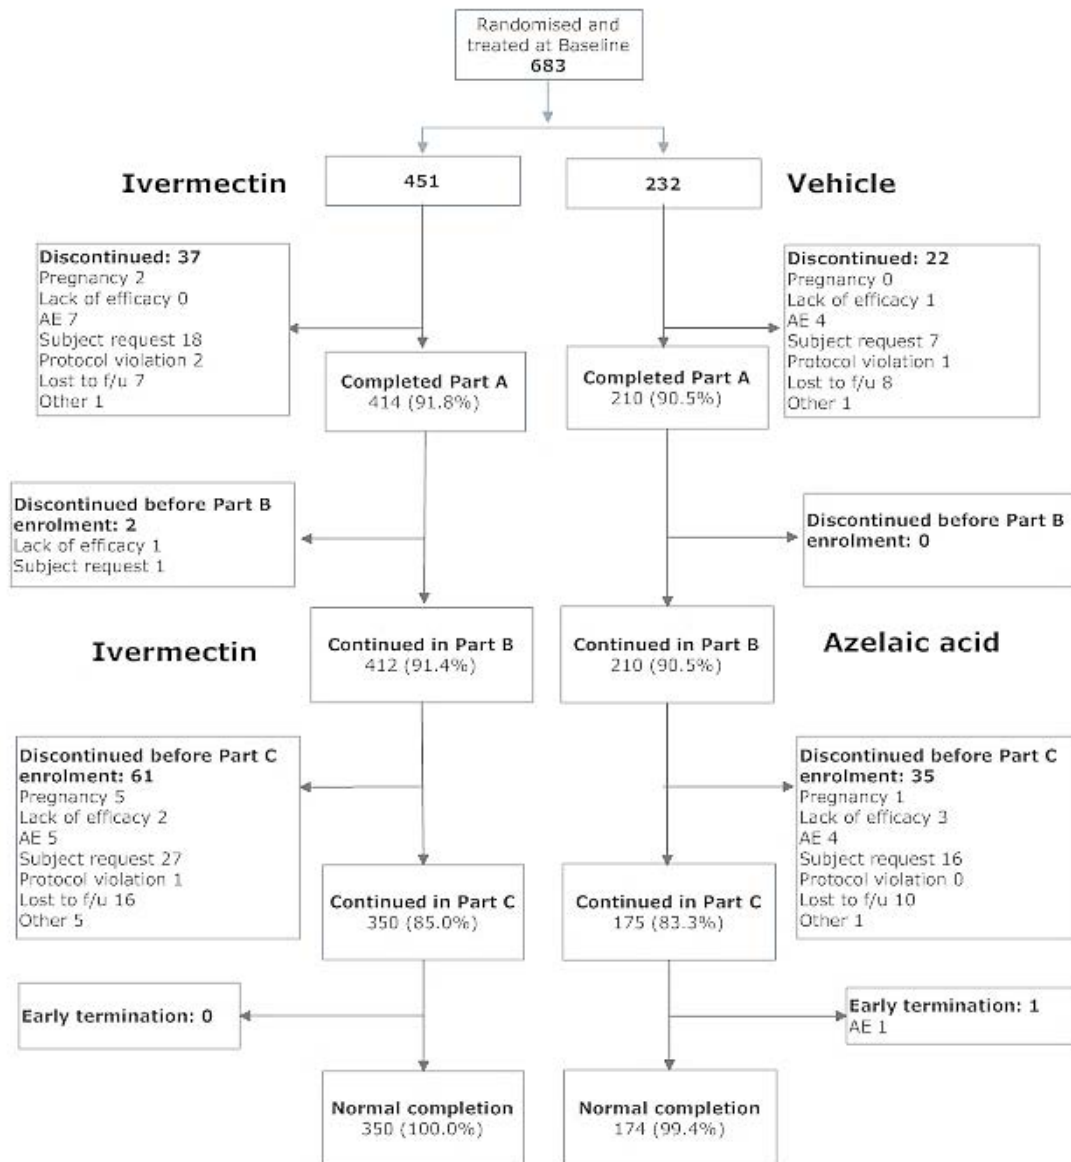 Randomised and
treated at Baseline
683
Ivermectin
451
232
Vehicle
Discontinued: 37
Pregnancy 2
Lack of efficacy 0
AE 7
Subject request 18
Protocol violation 2
Lost to f/u 7
Other 1
Discontinued: 22
Pregnancy 0
Lack of efficacy 1
AE 4
Subject request 7
Protocol violation 1
Lost to f/u 8
Other 1
Completed Part A
414 (91.8%)
Completed Part A
210 (90.5%)
Discontinued before Part B
enrolment: 2
Lack of efficacy 1
Subject request 1
Discontinued before Part B
enrolment: 0
Ivermectin
Continued in Part B
412 (91.4%)
Continued in Part B
210 (90.5%)
Azelaic acid
Discontinued before Part C
enrolment: 61
Pregnancy 5
Lack of efficacy 2
AE 5
Subject request 27
Protocol violation 1
Lost to f/u 16
Other 5
Discontinued before Part C
enrolment: 35
Pregnancy 1
Lack of efficacy 3
AE 4
Subject request 16
Protocol violation 0
Lost to f/u 10
Other 1
Continued in Part C
350 (85.0%)
Continued in Part C
175 (83.3%)
Early termination: 0
Early termination: 1
AE 1
Normal completion
350 (100.0%)
Normal completion
174 (99.4%)